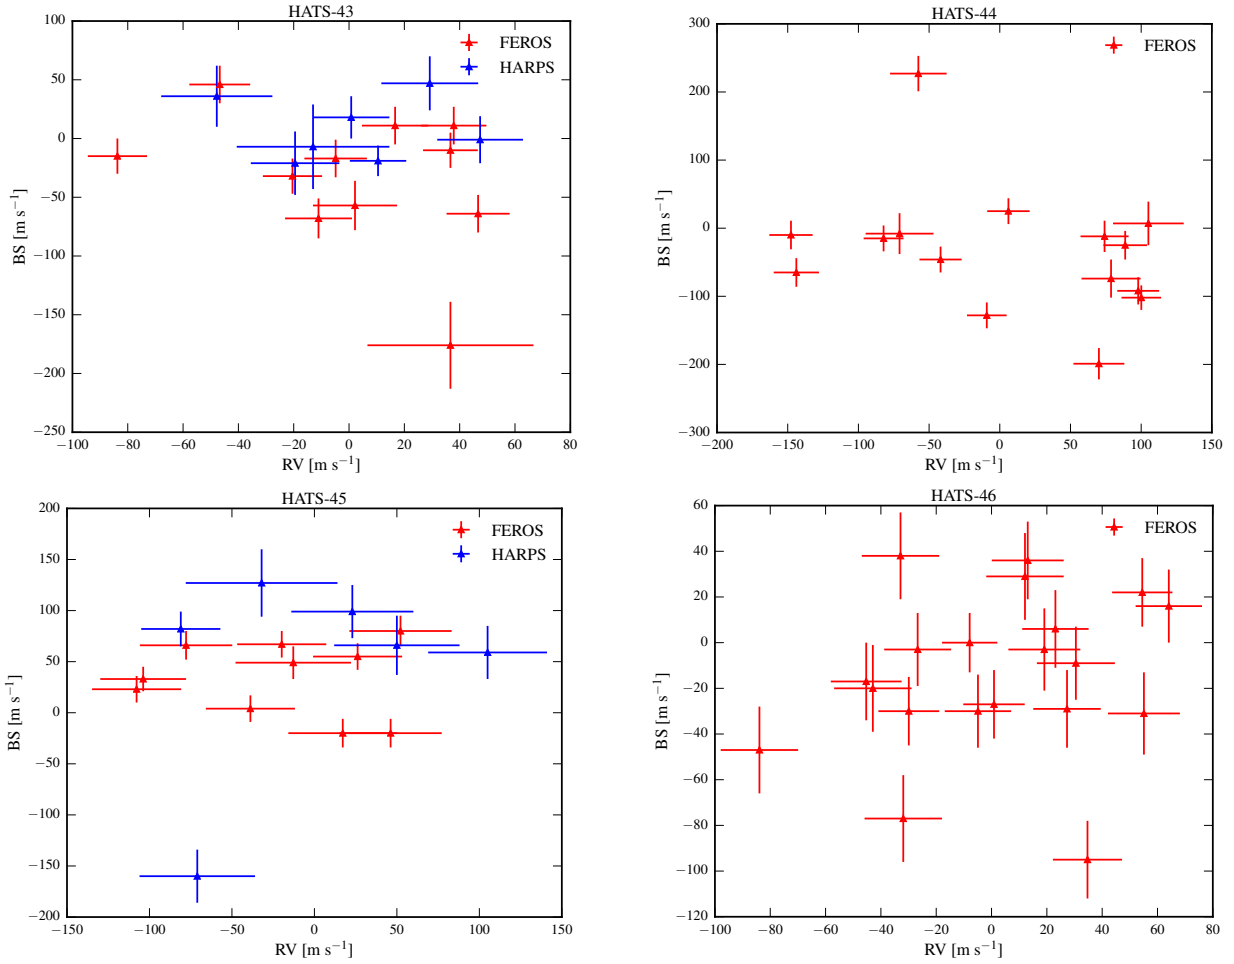 HATS-43
100
50
0
−50
−100
−150
−200
−250
BS [m s⁻¹]
FEROS
HARPS
−100 −80 −60 −40 −20 0 20 40 60 80
RV [m s⁻¹]
HATS-44
300
200
100
0
−100
−200
−300
BS [m s⁻¹]
FEROS
−200 −150 −100 −50 0 50 100 150
RV [m s⁻¹]
HATS-45
200
150
100
50
0
−50
−100
−150
−200
BS [m s⁻¹]
FEROS
HARPS
−150 −100 −50 0 50 100 150
RV [m s⁻¹]
HATS-46
60
40
20
0
−20
−40
−60
−80
−100
−120
BS [m s⁻¹]
FEROS
−100 −80 −60 −40 −20 0 20 40 60 80
RV [m s⁻¹]